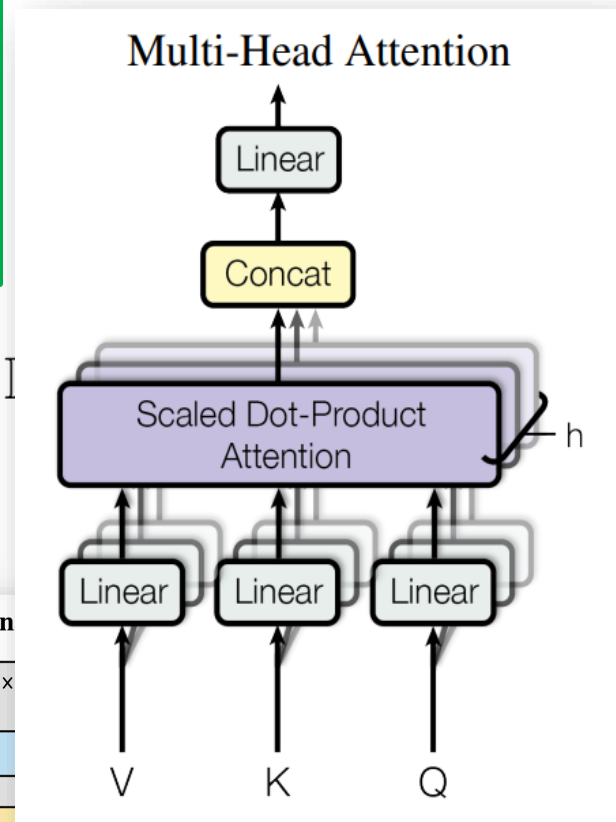 Multi-Head Attention
Linear
Concat
Scaled Dot-Product
Attention
h
Linear
Linear
Linear
V
K
Q
n
x